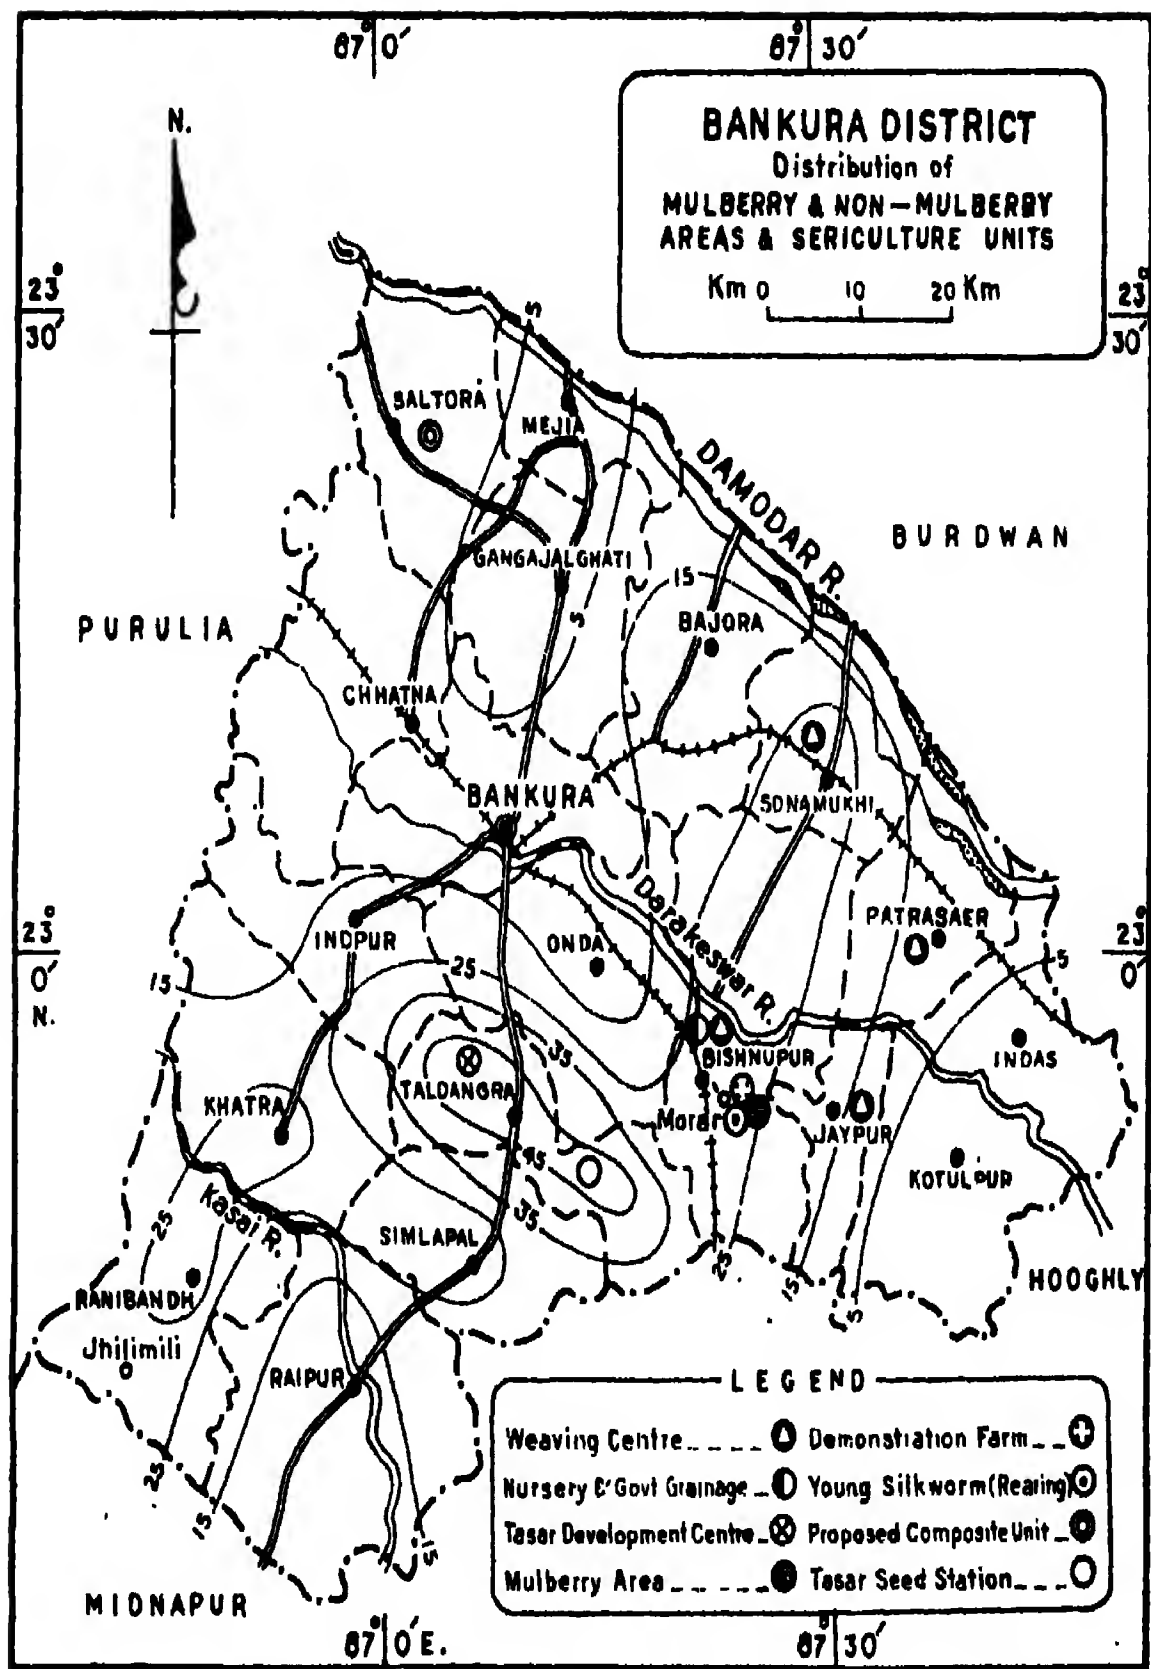 87° 0′
87° 30′
N.
BANKURA DISTRICT
Distribution of
MULBERRY & NON-MULBERRY
AREAS & SERICULTURE UNITS
Km 0 10 20 Km
23° 30′
23° 30′
5
SALTORA
MEJIA
DAMODAR R.
BURDWAN
GANGAJALGHATI
15
5
BAJORA
PURULIA
CHHATNA
BANKURA
SONAMUKHI
Darakeswar R.
PATRASAER
23° 0′ N.
23° 0′
INDPUR
ONDA
15
25
5
35
BISHNUPUR
INDAS
TALDANGRA
KHATRA
Morar
JAYPUR
45
KOTULPUR
Kasai R.
25
35
SIMLAPAL
25
15
5
HOOGHLY
RANIBANDH
Jhilimili
RAIPUR
25
15
15
MIDNAPUR
LEGEND
Weaving Centre
Demonstration Farm
Nursery & Govt Grainage
Young Silkworm (Rearing)
Tasar Development Centre
Proposed Composite Unit
Mulberry Area
Tasar Seed Station
87° 0′ E.
87° 30′